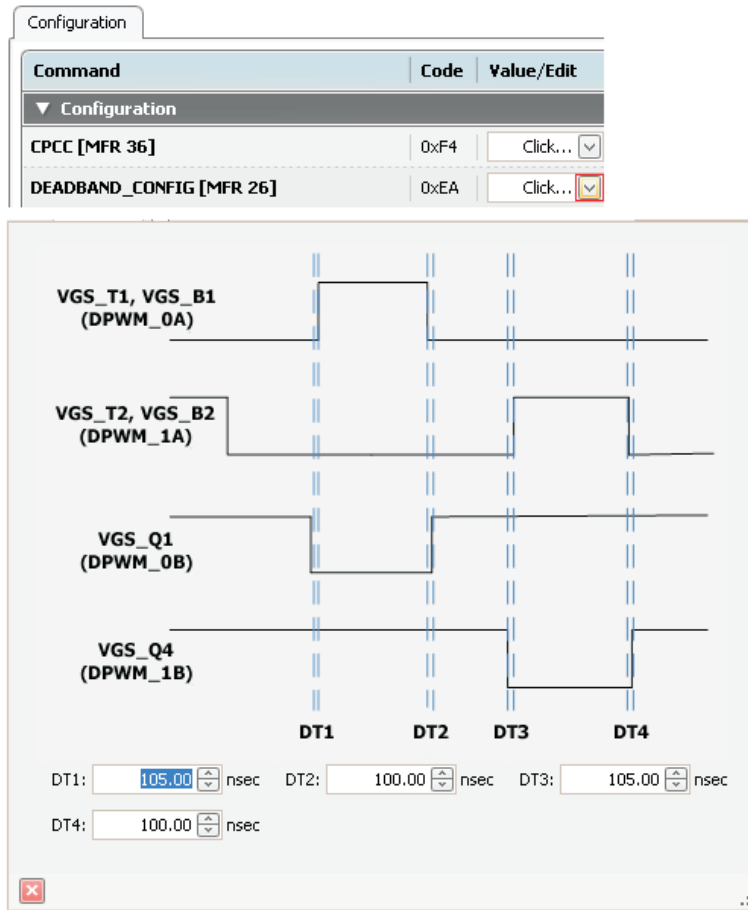 Configuration
Command Code Value/Edit
Configuration
CPCC [MFR 36] 0xF4 Click...
DEADBAND_CONFIG [MFR 26] 0xEA Click...
VGS_T1, VGS_B1
(DPWM_0A)
VGS_T2, VGS_B2
(DPWM_1A)
VGS_Q1
(DPWM_0B)
VGS_Q4
(DPWM_1B)
DT1 DT2 DT3 DT4
DT1: 105.00 nsec DT2: 100.00 nsec DT3: 105.00 nsec
DT4: 100.00 nsec